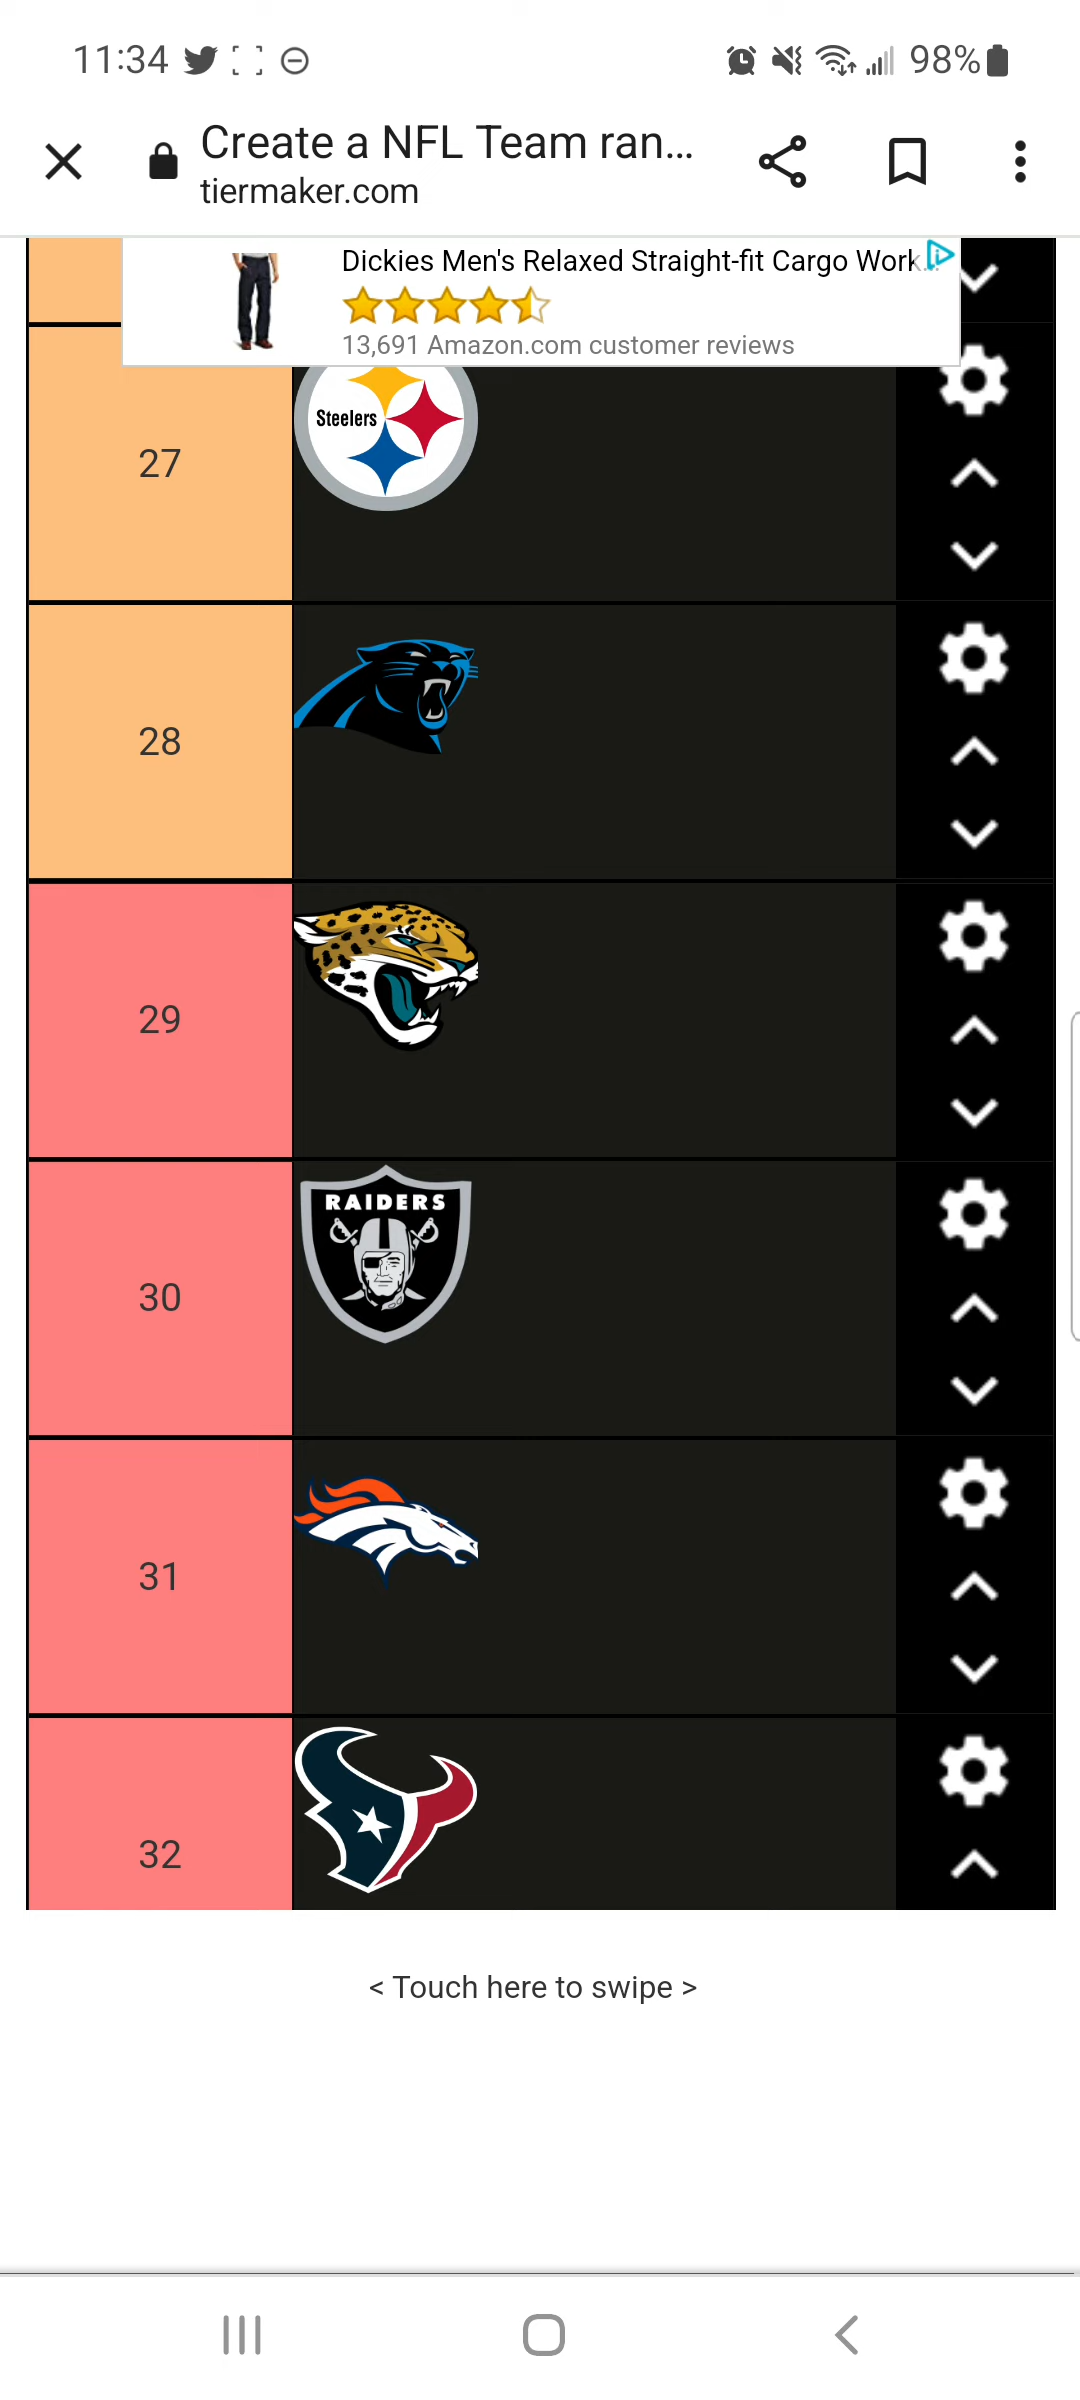 11:34
98%
Create a NFL Team ran...
tiermaker.com
Dickies Men's Relaxed Straight-fit Cargo Work...
13,691 Amazon.com customer reviews
Steelers
27
28
29
RAIDERS
30
31
32
< Touch here to swipe >